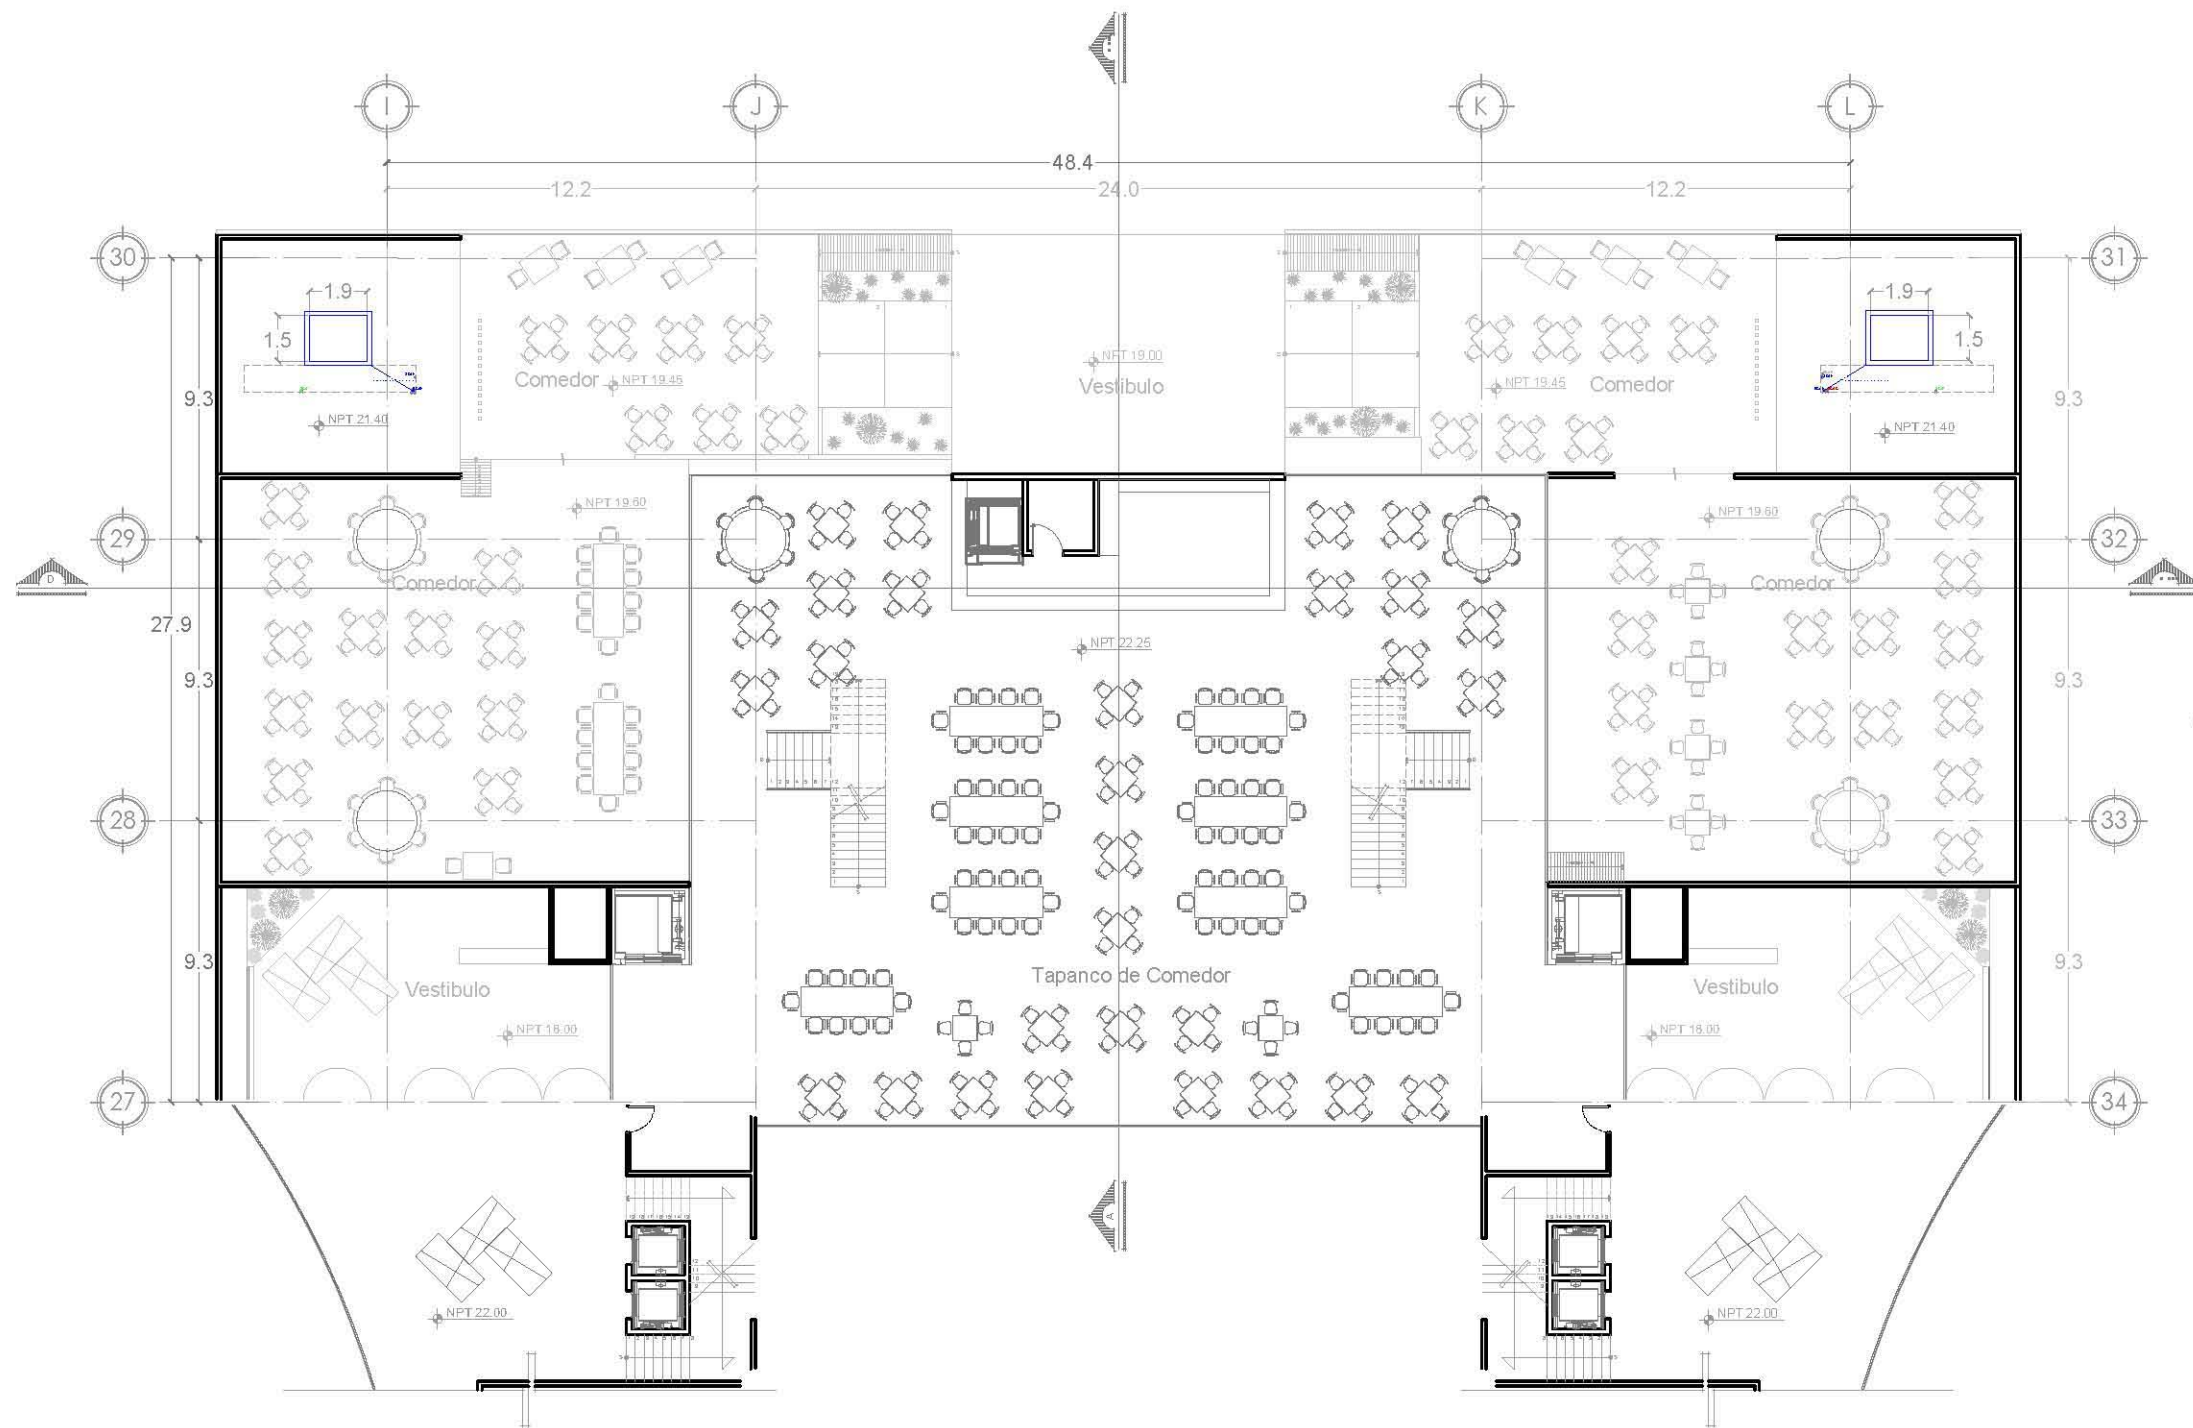 I
J
K
L
48.4
12.2
24.0
12.2
30
31
1.9
1.9
1.5
1.5
NPT 19.00
Vestibulo
Comedor
NPT 19.45
NPT 19.45
Comedor
9.3
9.3
NPT 21.40
NPT 21.40
NPT 19.60
NPT 19.60
29
32
D
Comedor
Comedor
27.9
NPT 22.25
9.3
9.3
28
33
9.3
9.3
Tapanco de Comedor
Vestibulo
Vestibulo
NPT 16.00
NPT 16.00
27
34
A
NPT 22.00
NPT 22.00